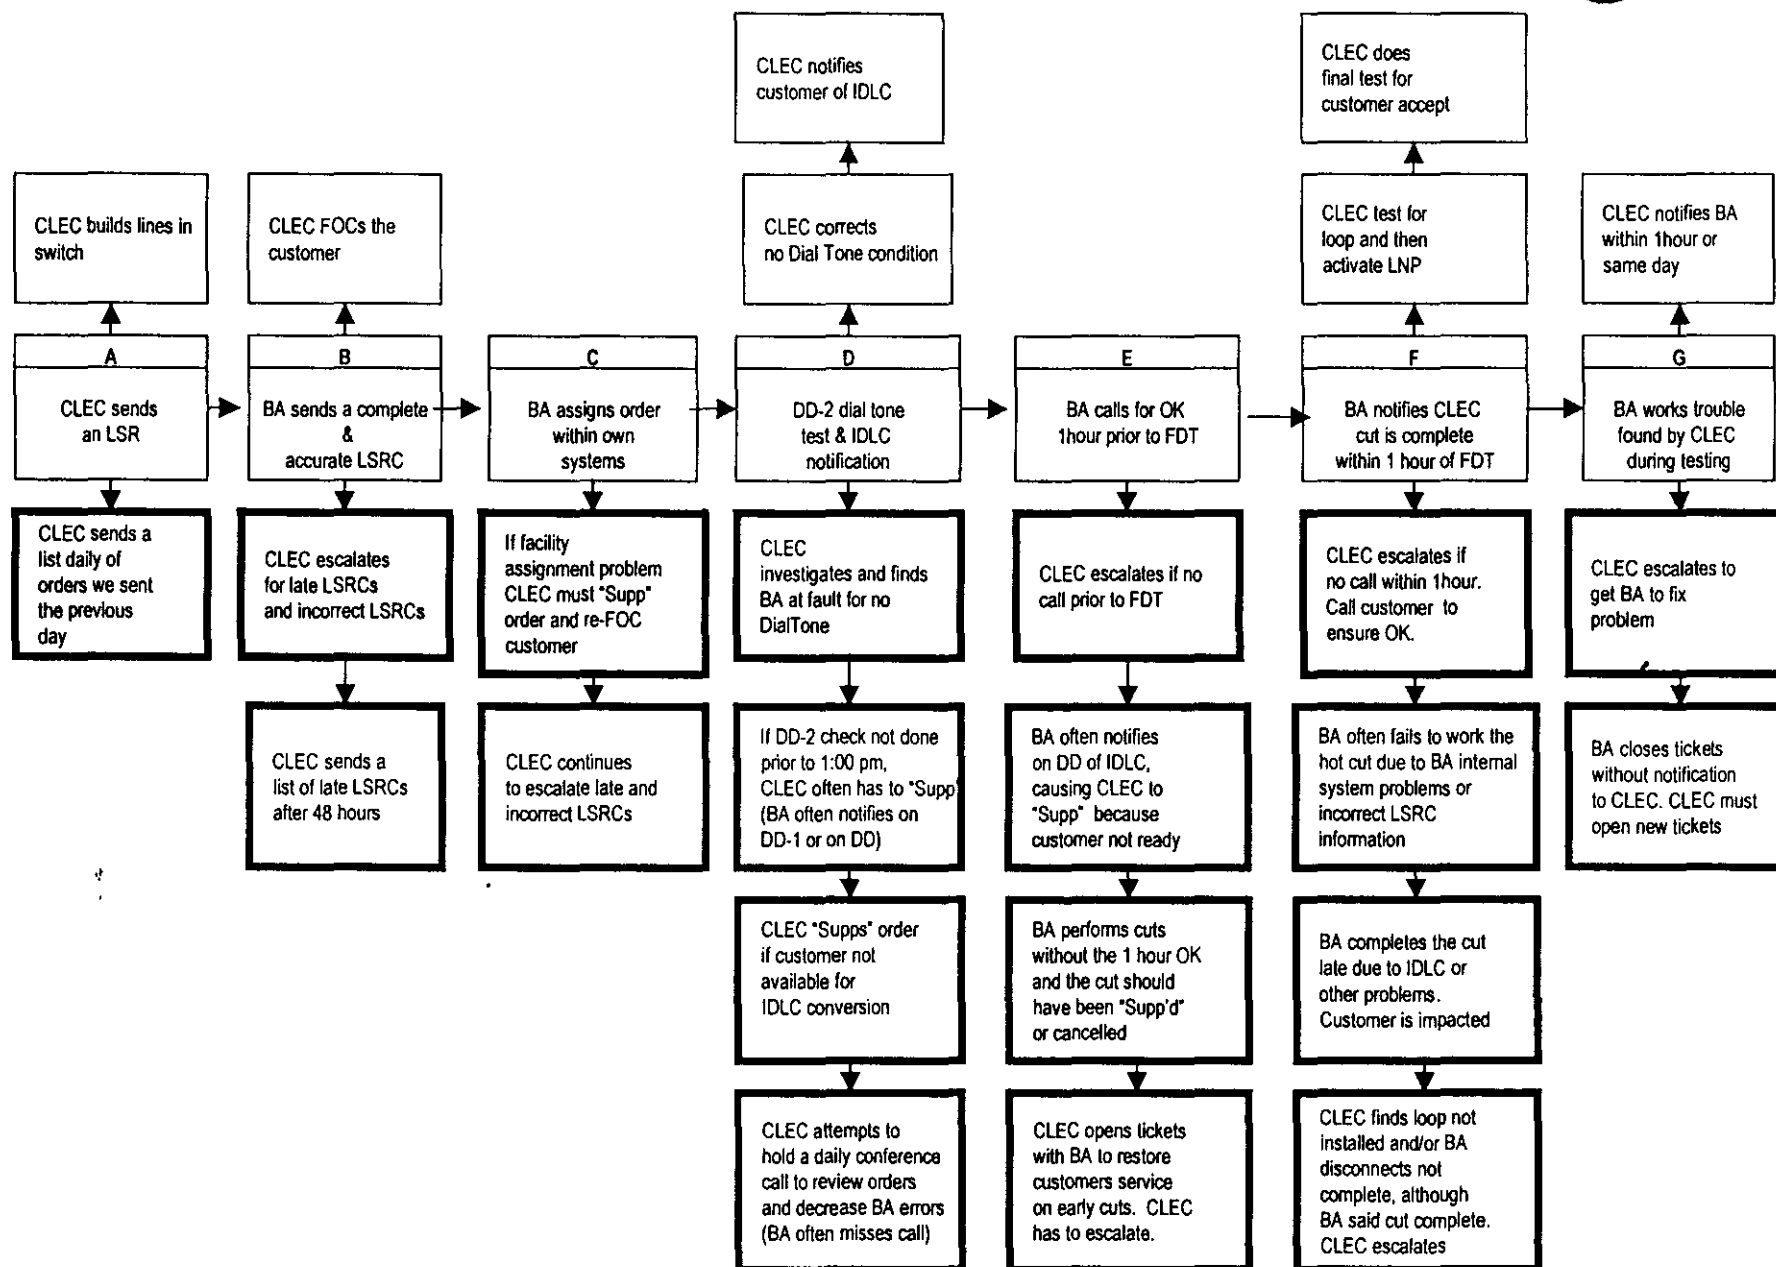 CLEC notifies
customer of IDLC
CLEC does
final test for
customer accept
CLEC builds lines in
switch
CLEC FOCs the
customer
CLEC corrects
no Dial Tone condition
CLEC test for
loop and then
activate LNP
CLEC notifies BA
within 1hour or
same day
A
CLEC sends
an LSR
B
BA sends a complete
&
accurate LSRC
C
BA assigns order
within own
systems
D
DD-2 dial tone
test & IDLC
notification
E
BA calls for OK
1hour prior to FDT
F
BA notifies CLEC
cut is complete
within 1 hour of FDT
G
BA works trouble
found by CLEC
during testing
CLEC sends a
list daily of
orders we sent
the previous
day
CLEC escalates
for late LSRCs
and incorrect LSRCs
If facility
assignment problem
CLEC must "Supp"
order and re-FOC
customer
CLEC
investigates and finds
BA at fault for no
DialTone
CLEC escalates if no
call prior to FDT
CLEC escalates if
no call within 1hour.
Call customer to
ensure OK.
CLEC escalates to
get BA to fix
problem
CLEC sends a
list of late LSRCs
after 48 hours
CLEC continues
to escalate late and
incorrect LSRCs
If DD-2 check not done
prior to 1:00 pm,
CLEC often has to "Supp
(BA often notifies on
DD-1 or on DD)
BA often notifies
on DD of IDLC,
causing CLEC to
"Supp" because
customer not ready
BA often fails to work the
hot cut due to BA internal
system problems or
incorrect LSRC
information
BA closes tickets
without notification
to CLEC. CLEC must
open new tickets
CLEC "Supps" order
if customer not
available for
IDLC conversion
BA performs cuts
without the 1 hour OK
and the cut should
have been "Supp'd"
or cancelled
BA completes the cut
late due to IDLC or
other problems.
Customer is impacted
CLEC attempts to
hold a daily conference
call to review orders
and decrease BA errors
(BA often misses call)
CLEC opens tickets
with BA to restore
customers service
on early cuts. CLEC
has to escalate.
CLEC finds loop not
installed and/or BA
disconnects not
complete, although
BA said cut complete.
CLEC escalates